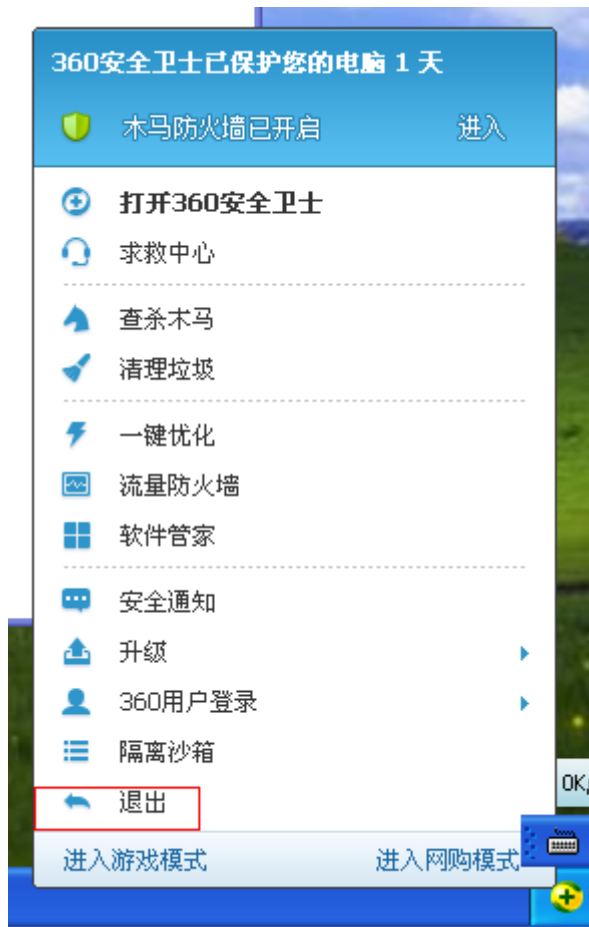 360安全卫士已保护您的电脑 1 天
木马防火墙已开启 进入
打开360安全卫士
求救中心
查杀木马
清理垃圾
一键优化
流量防火墙
软件管家
安全通知
升级
360用户登录
隔离沙箱
退出
OK,
进入游戏模式 进入网购模式